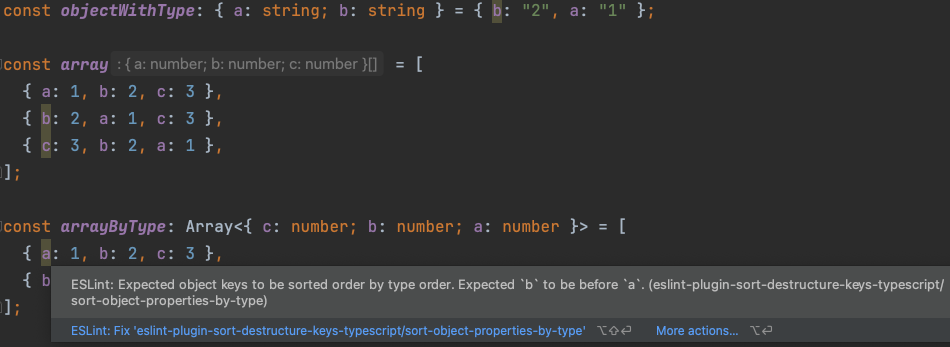 const objectWithType: { a: string; b: string } = { b: "2", a: "1" };
const array : { a: number; b: number; c: number }[] = [
{ a: 1, b: 2, c: 3 },
{ b: 2, a: 1, c: 3 },
{ c: 3, b: 2, a: 1 },
];
const arrayByType: Array<{ c: number; b: number; a: number }> = [
{ a: 1, b: 2, c: 3 },
{ b
];
ESLint: Expected object keys to be sorted order by type order. Expected `b` to be before `a`. (eslint-plugin-sort-destructure-keys-typescript/
sort-object-properties-by-type)
ESLint: Fix 'eslint-plugin-sort-destructure-keys-typescript/sort-object-properties-by-type' ⌥⇧⏎ More actions... ⌥⏎